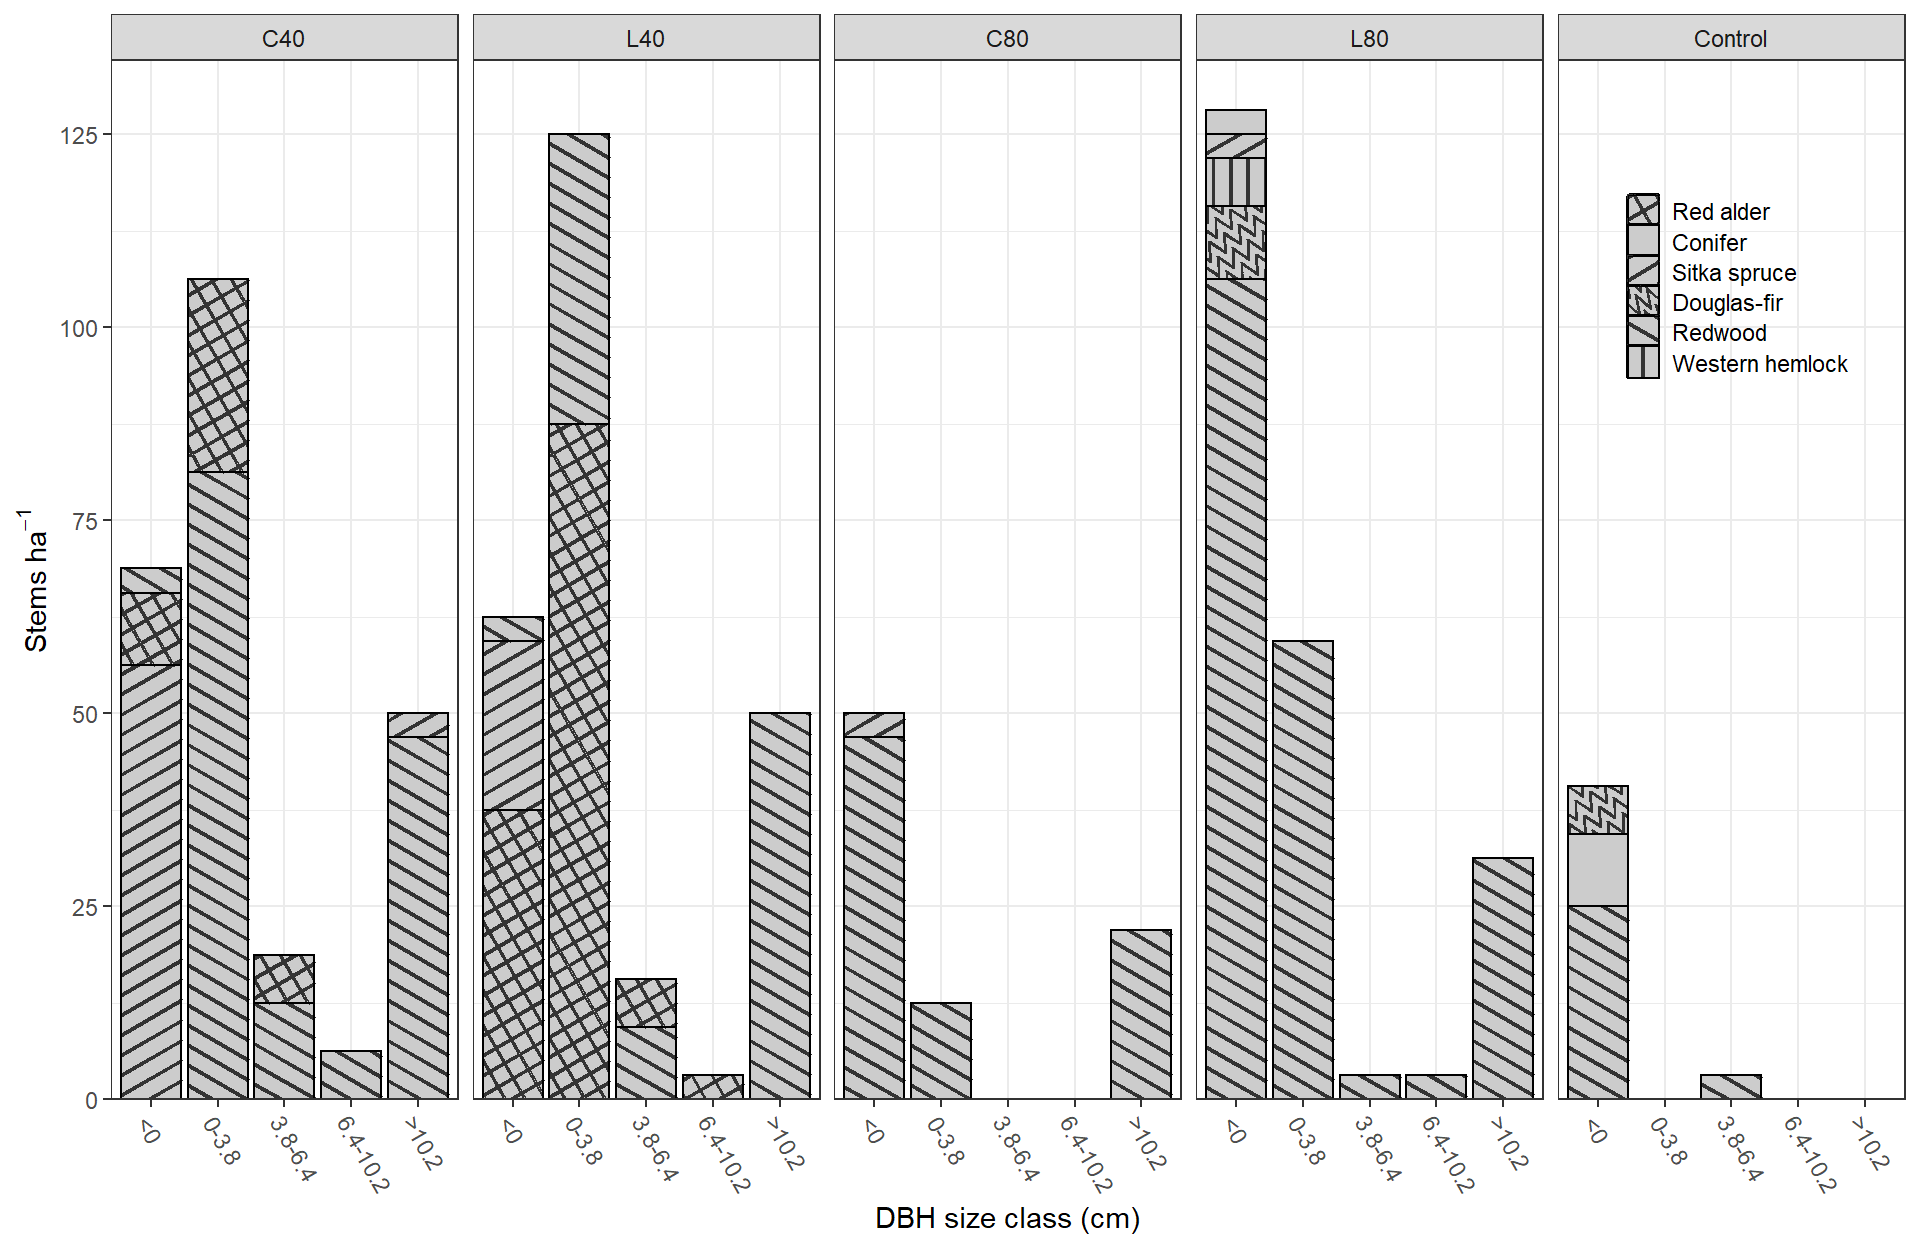 C40 L40 C80 L80 Control
125
100
75
50
25
0
Stems ha⁻¹
Red alder
Conifer
Sitka spruce
Douglas-fir
Redwood
Western hemlock
<0 0-3.8 3.8-6.4 6.4-10.2 >10.2 <0 0-3.8 3.8-6.4 6.4-10.2 >10.2 <0 0-3.8 3.8-6.4 6.4-10.2 >10.2 <0 0-3.8 3.8-6.4 6.4-10.2 >10.2 <0 0-3.8 3.8-6.4 6.4-10.2 >10.2
DBH size class (cm)